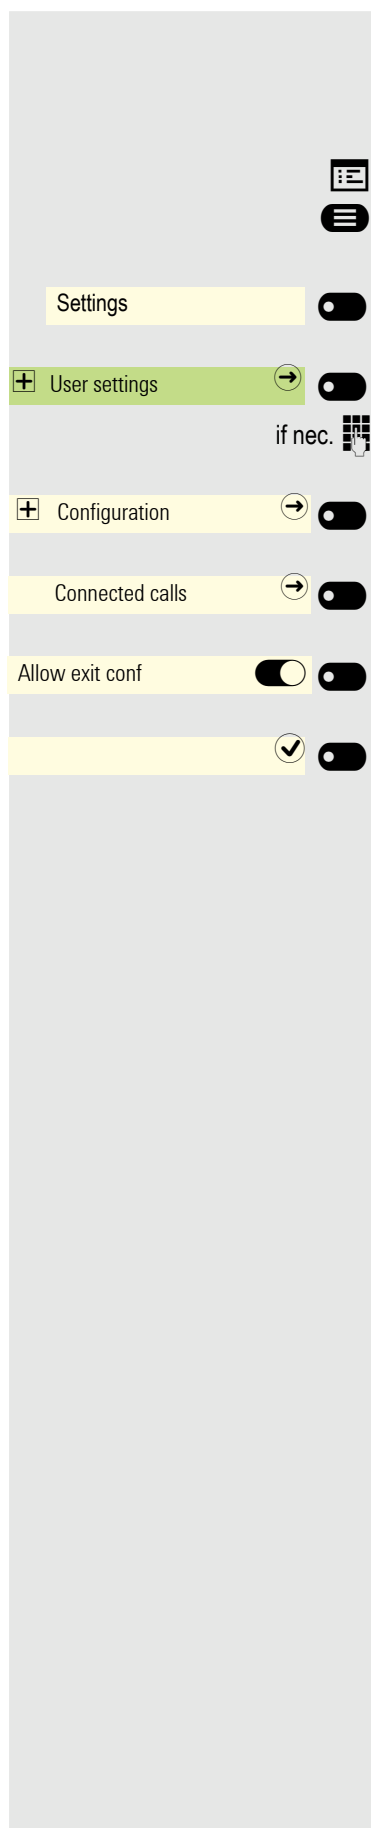 Settings
User settings
if nec.
Configuration
Connected calls
Allow exit conf